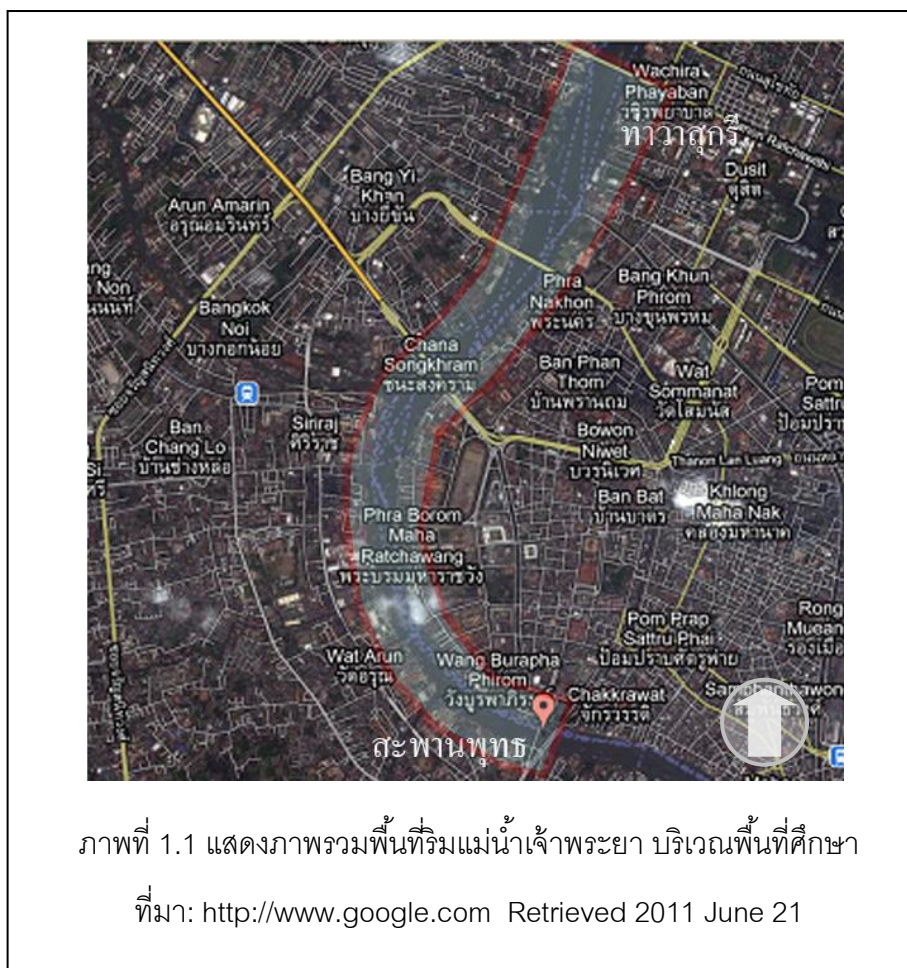 Wachira
Phayaban
วชิรพยาบาล
ท่าวาสุกรี
Dusit
ดุสิต
Bang Yi
Khan
บางยี่ขัน
Arun Amarin
อรุณอมรินทร์
Bangkok
Noi
บางกอกน้อย
Phra
Nakhon
พระนคร
Bang Khun
Phrom
บางขุนพรหม
Chana
Songkhram
ชนะสงคราม
Ban Phan
Thom
บ้านพานถม
Wat
Sommanat
วัดโสมนัส
Ban
Chang Lo
บ้านช่างหล่อ
Siriraj
ศิริราช
Bowon
Niwet
บวรนิเวศ
Thanon Lan Luang
Ban Bat
บ้านบาตร
Khlong
Maha Nak
คลองมหานาค
Phra Borom
Maha
Ratchawang
พระบรมมหาราชวัง
Pom Prap
Sattru Phai
ป้อมปราบศัตรูพ่าย
Wat Arun
วัดอรุณ
Wang Burapha
Phirom
Chakkrawat
จักรวรรดิ
สะพานพุทธ
ภาพที่ 1.1 แสดงภาพรวมพื้นที่ริมแม่น้ำเจ้าพระยา บริเวณพื้นที่ศึกษา
ที่มา: http://www.google.com Retrieved 2011 June 21